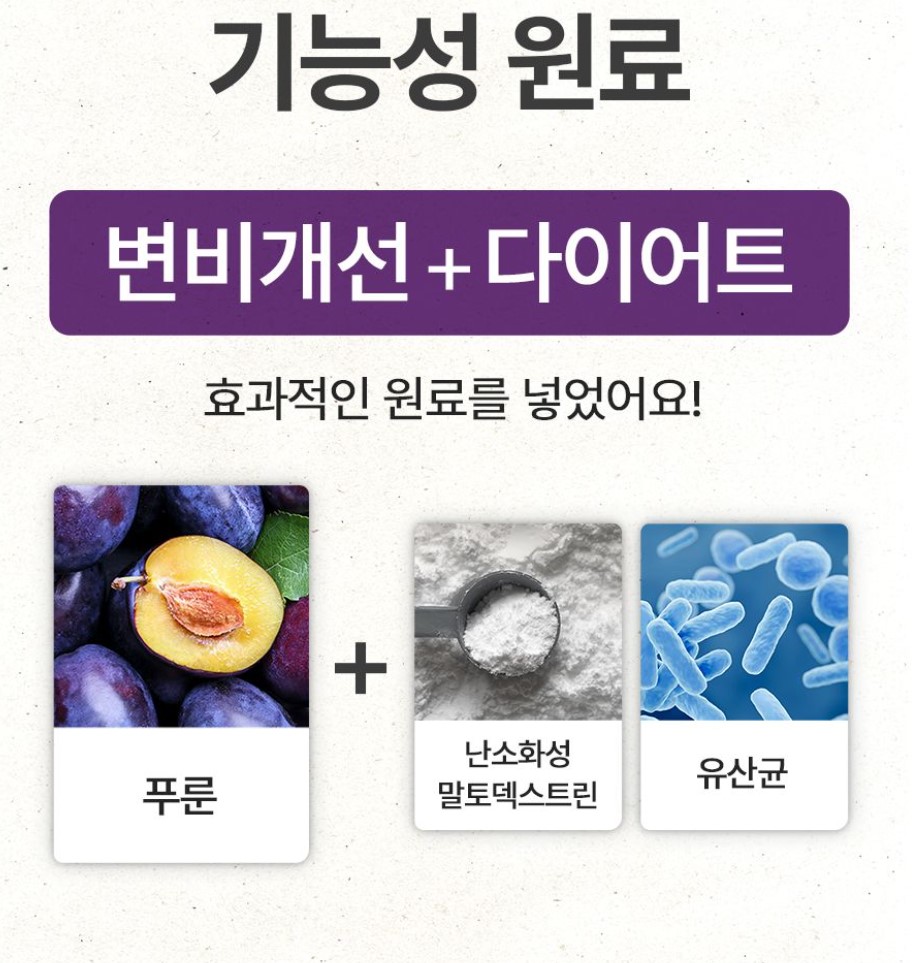 기능성 원료
변비개선 + 다이어트
효과적인 원료를 넣었어요!
+
푸룬
난소화성
말토덱스트린
유산균